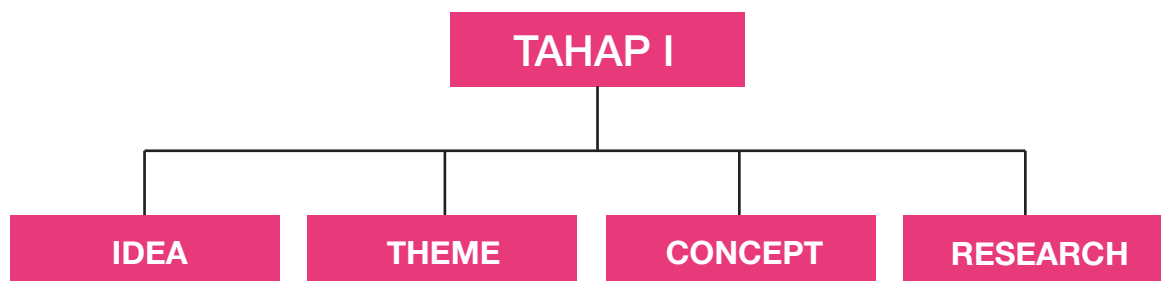 TAHAP I
IDEA
THEME
CONCEPT
RESEARCH